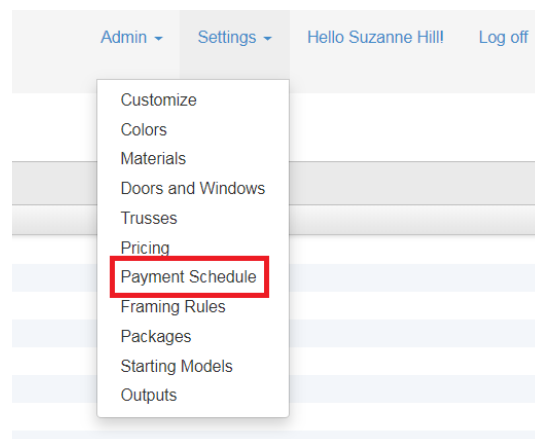 Admin Settings Hello Suzanne Hill! Log off
Customize
Colors
Materials
Doors and Windows
Trusses
Pricing
Payment Schedule
Framing Rules
Packages
Starting Models
Outputs